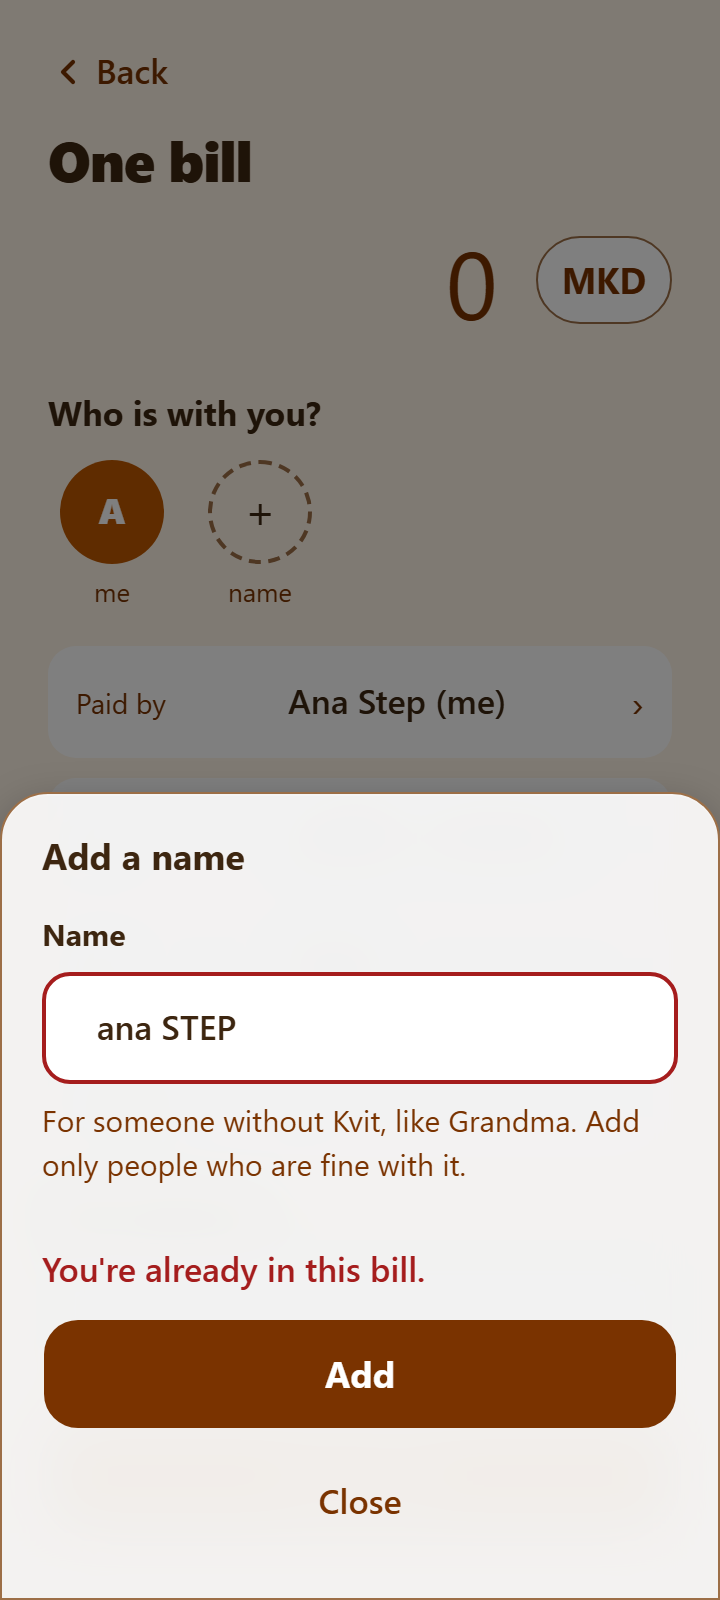 Back
One bill
0 MKD
Who is with you?
A +
me name
Paid by Ana Step (me) ›
Add a name
Name
ana STEP
For someone without Kvit, like Grandma. Add
only people who are fine with it.
You're already in this bill.
Add
Close